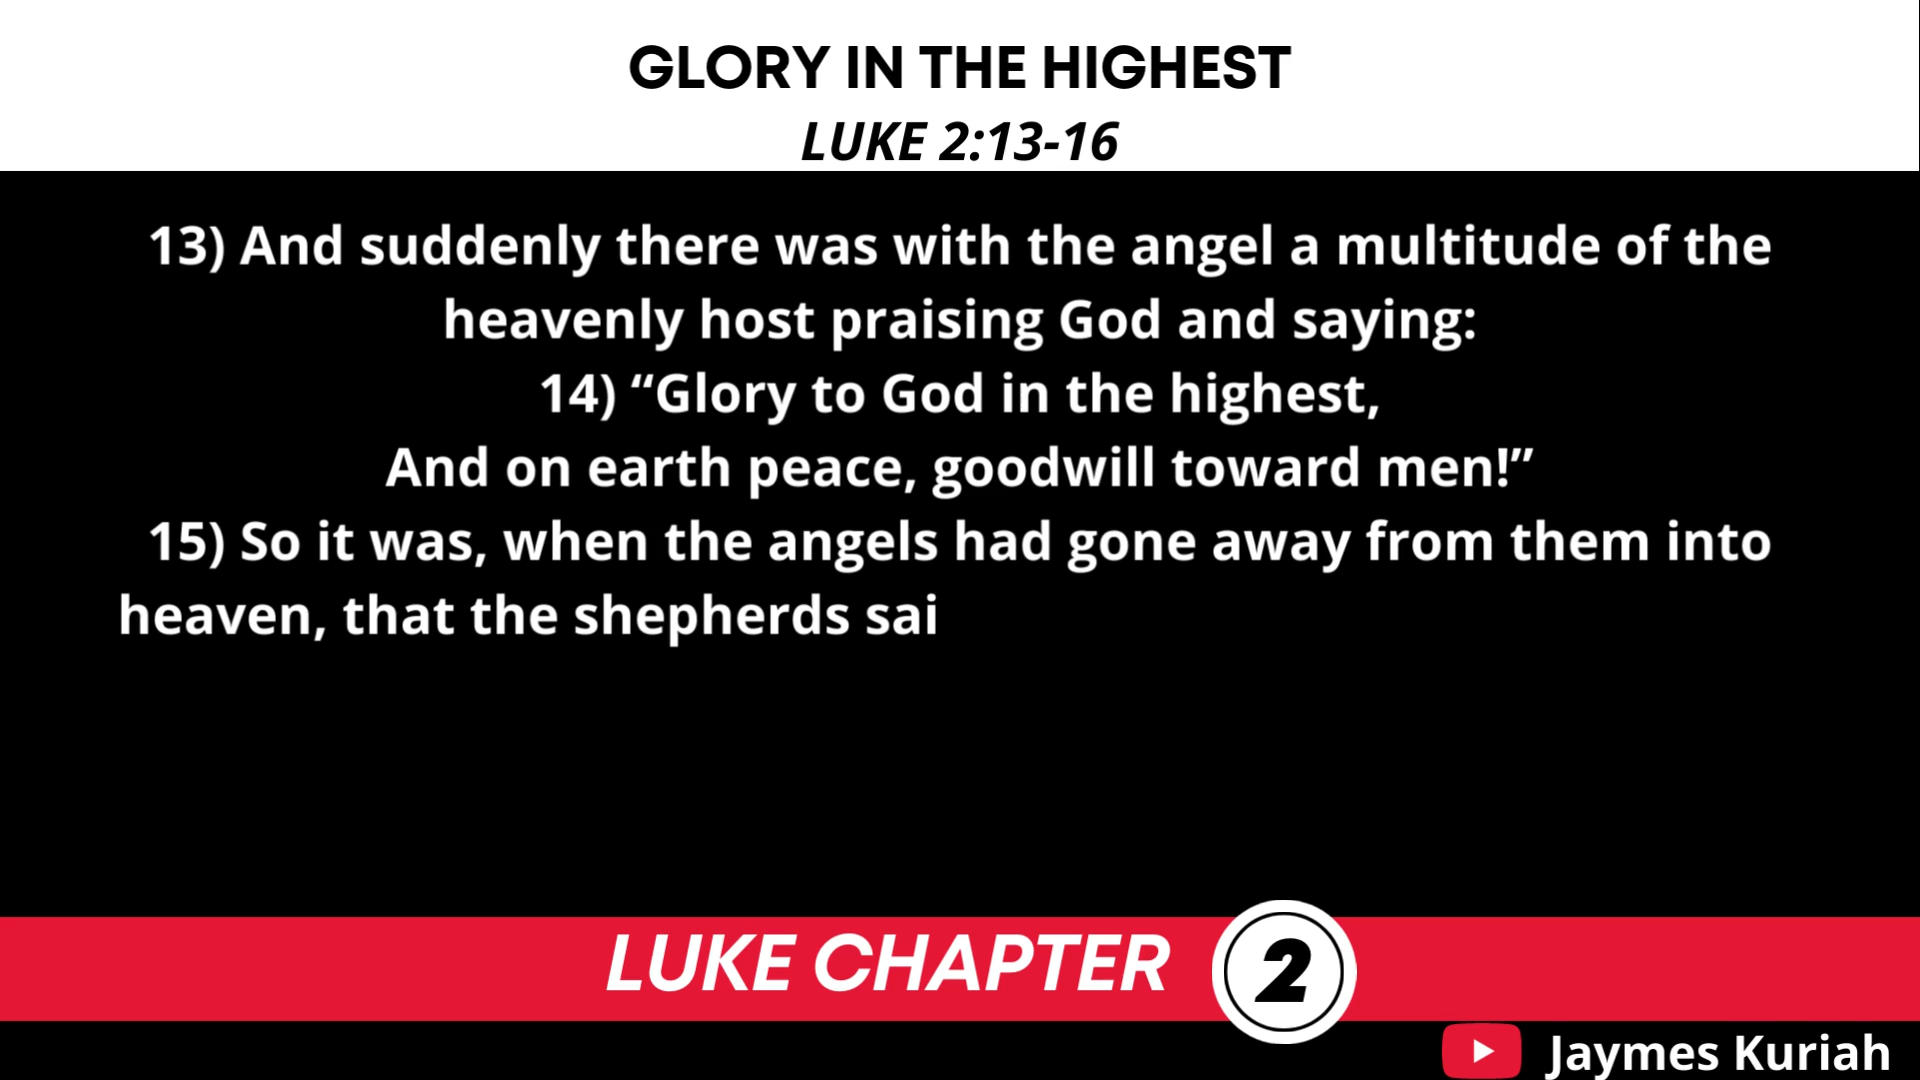 GLORY IN THE HIGHEST
LUKE 2:13-16
13) And suddenly there was with the angel a multitude of the
heavenly host praising God and saying:
14) “Glory to God in the highest,
And on earth peace, goodwill toward men!”
15) So it was, when the angels had gone away from them into
heaven, that the shepherds sai
LUKE CHAPTER 2
Jaymes Kuriah